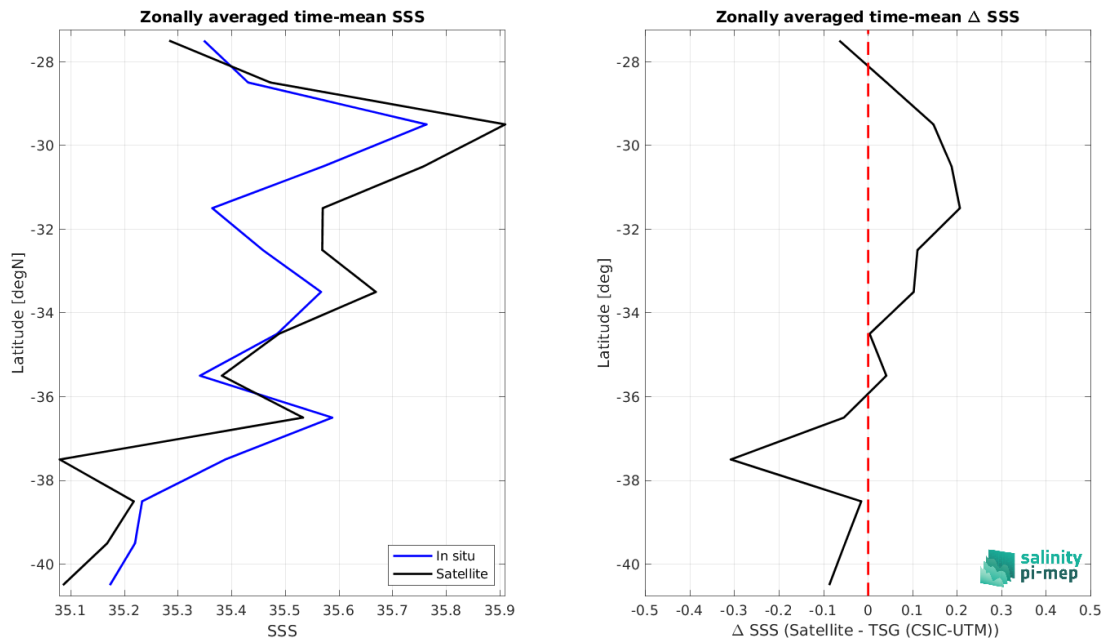 Zonally averaged time-mean SSS
-28
-30
-32
-34
-36
-38
-40
Latitude [degN]
35.1 35.2 35.3 35.4 35.5 35.6 35.7 35.8 35.9
SSS
In situ
Satellite
Zonally averaged time-mean Δ SSS
-28
-30
-32
-34
-36
-38
-40
Latitude [deg]
-0.5 -0.4 -0.3 -0.2 -0.1 0 0.1 0.2 0.3 0.4 0.5
Δ SSS (Satellite - TSG (CSIC-UTM))
salinity
pi-mep